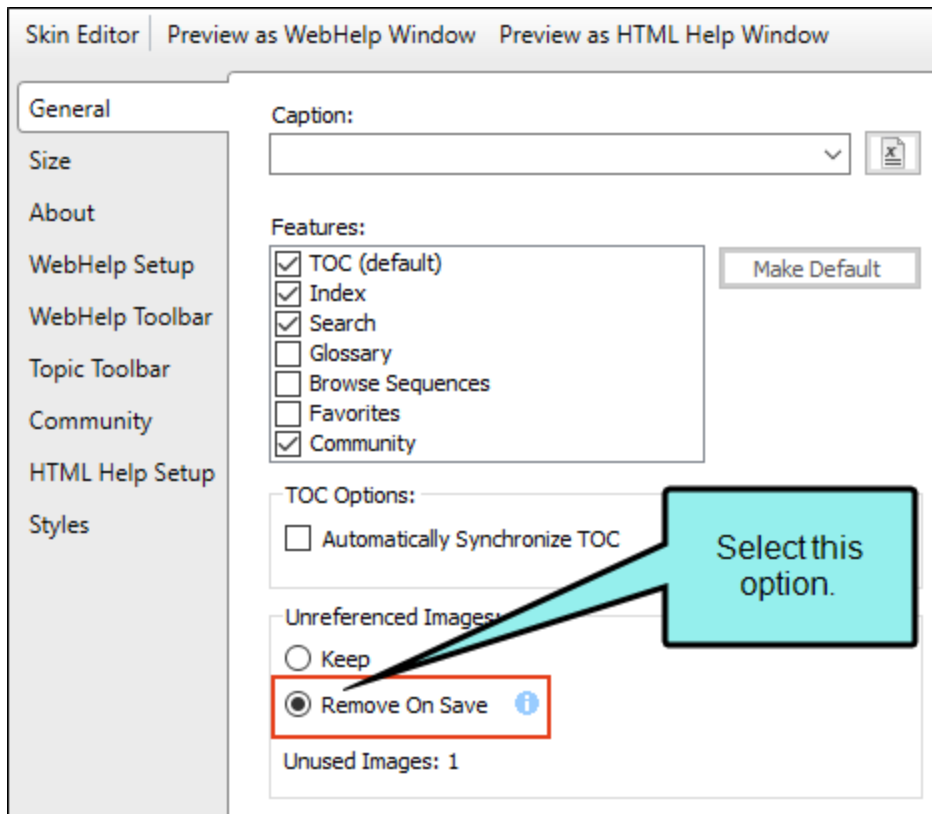 Skin Editor Preview as WebHelp Window Preview as HTML Help Window
General
Size
About
WebHelp Setup
WebHelp Toolbar
Topic Toolbar
Community
HTML Help Setup
Styles
Caption:
Features:
TOC (default)
Index
Search
Glossary
Browse Sequences
Favorites
Community
Make Default
TOC Options:
Automatically Synchronize TOC
Select this
option.
Unreferenced Images:
Keep
Remove On Save
Unused Images: 1